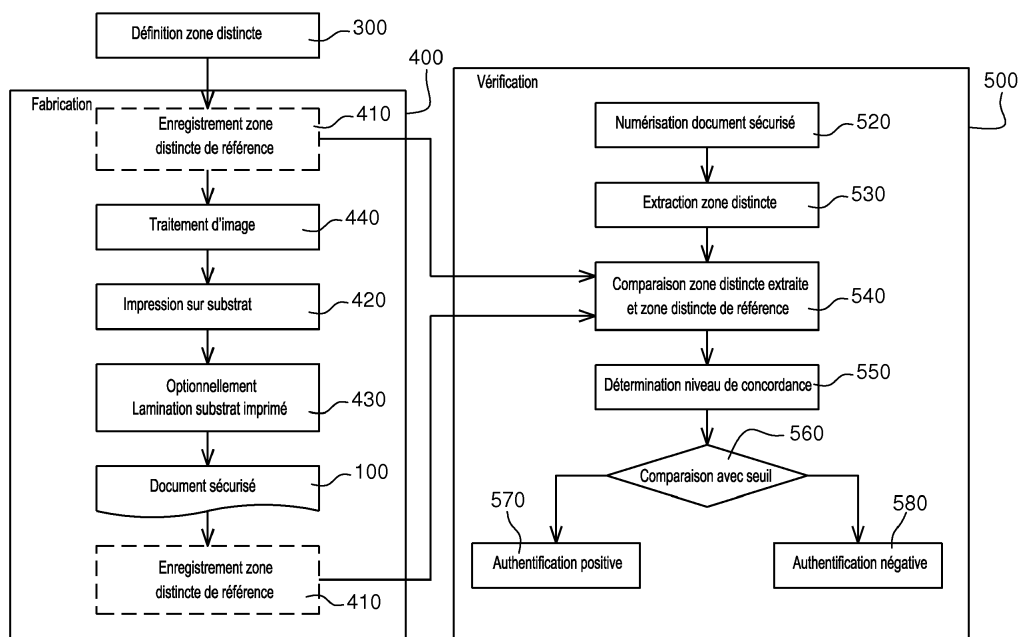 Définition zone distincte
300
400
Fabrication
410
Enregistrement zone
distincte de référence
Traitement d'image
440
Impression sur substrat
420
Optionnellement
Lamination substrat imprimé
430
100
Document sécurisé
Enregistrement zone
distincte de référence
410
Vérification
500
Numérisation document sécurisé
520
Extraction zone distincte
530
Comparaison zone distincte extraite
et zone distincte de référence
540
Détermination niveau de concordance
550
560
Comparaison avec seuil
570
Authentification positive
580
Authentification négative